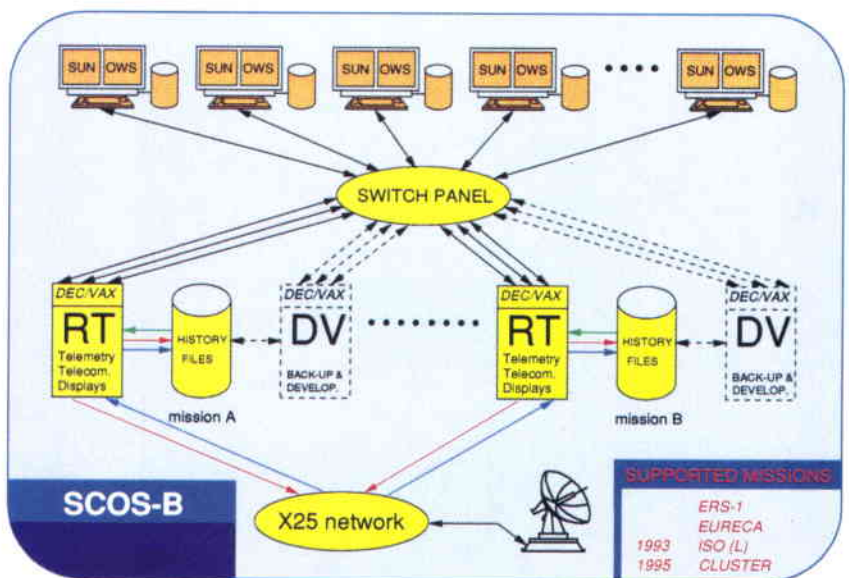 SUN OWS
SUN OWS
SUN OWS
SUN OWS
SUN OWS
SWITCH PANEL
DEC/VAX
RT
Telemetry
Telecom.
Displays
HISTORY
FILES
mission A
DEC/VAX
DV
BACK-UP &
DEVELOP.
DEC/VAX
RT
Telemetry
Telecom.
Displays
HISTORY
FILES
mission B
DEC/VAX
DV
BACK-UP &
DEVELOP.
SCOS-B
X25 network
SUPPORTED MISSIONS
ERS-1
EURECA
1993 ISO (L)
1995 CLUSTER